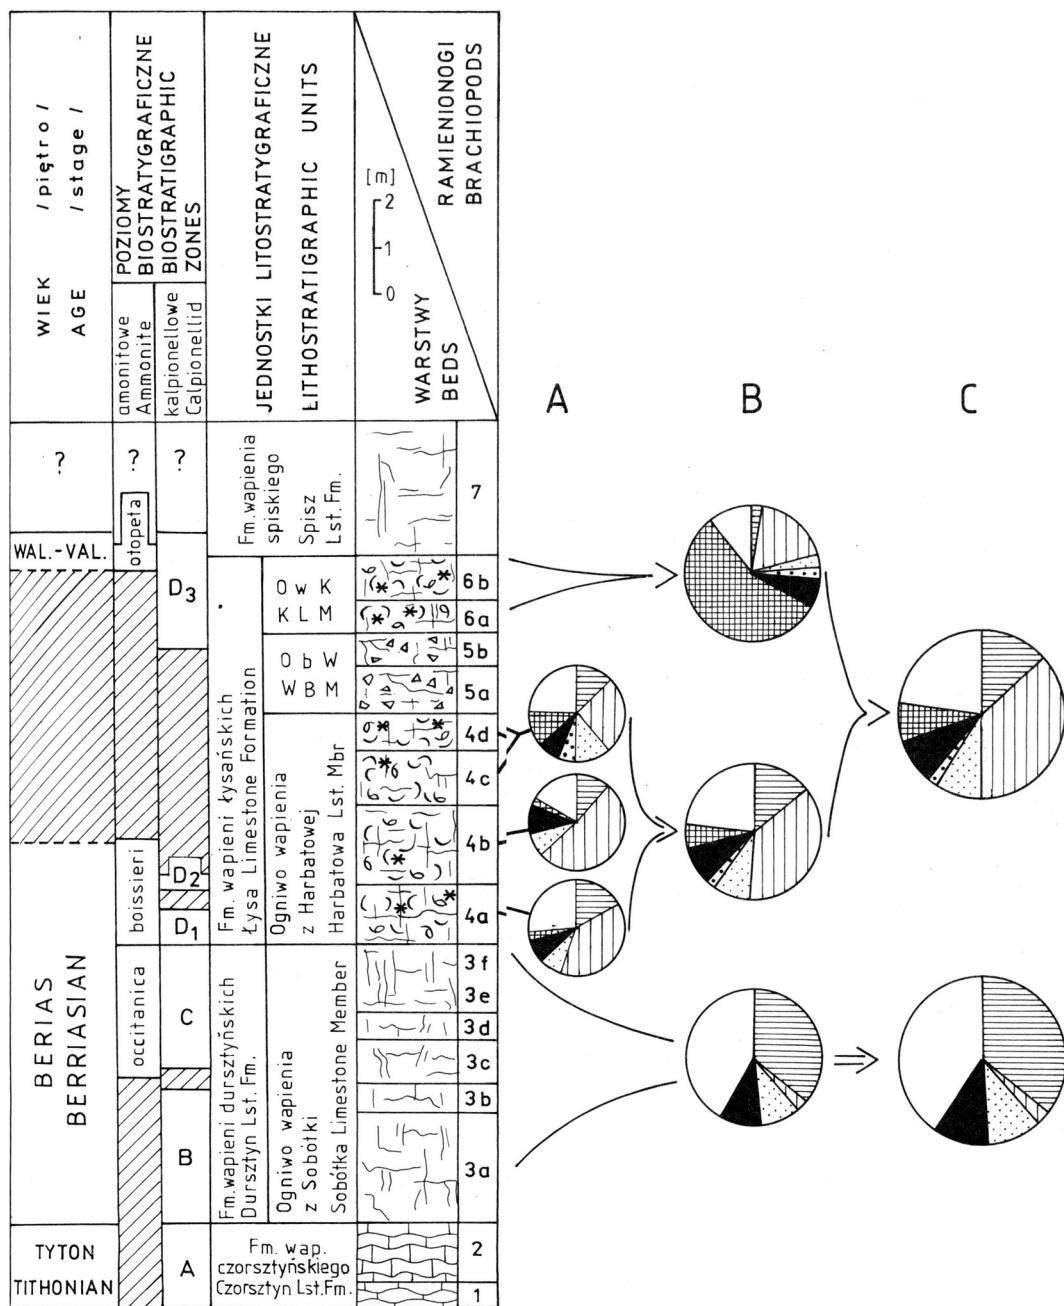 WIEK /piętro/
AGE /stage/
POZIOMY
BIOSTRATYGRAFICZNE
BIOSTRATIGRAPHIC
ZONES
amonitowe
Ammonite
kalpionellowe
Calpionellid
JEDNOSTKI LITOSTRATYGRAFICZNE
LITHOSTRATIGRAPHIC UNITS
[m]
2
1
0
WARSTWY
BEDS
RAMIENIONOGI
BRACHIOPODS
A
B
C
?
?
?
otopeta
WAL.-VAL.
D3
D2
D1
boissieri
occitanica
BERIAS
BERRIASIAN
C
B
A
TYTON
TITHONIAN
Fm. wapienia
spiskiego
Spisz
Lst. Fm.
Fm. wapieni łysańskich
Łysa Limestone Formation
O w K
K L M
O b W
W B M
Ogniwo wapienia
z Harbatowej
Harbatowa Lst. Mbr
Fm. wapieni dursztyńskich
Dursztyn Lst. Fm.
Ogniwo wapienia
z Sobótki
Sobótka Limestone Member
Fm. wap.
czorsztyńskiego
Czorsztyn Lst. Fm.
7
6b
6a
5b
5a
4d
4c
4b
4a
3f
3e
3d
3c
3b
3a
2
1